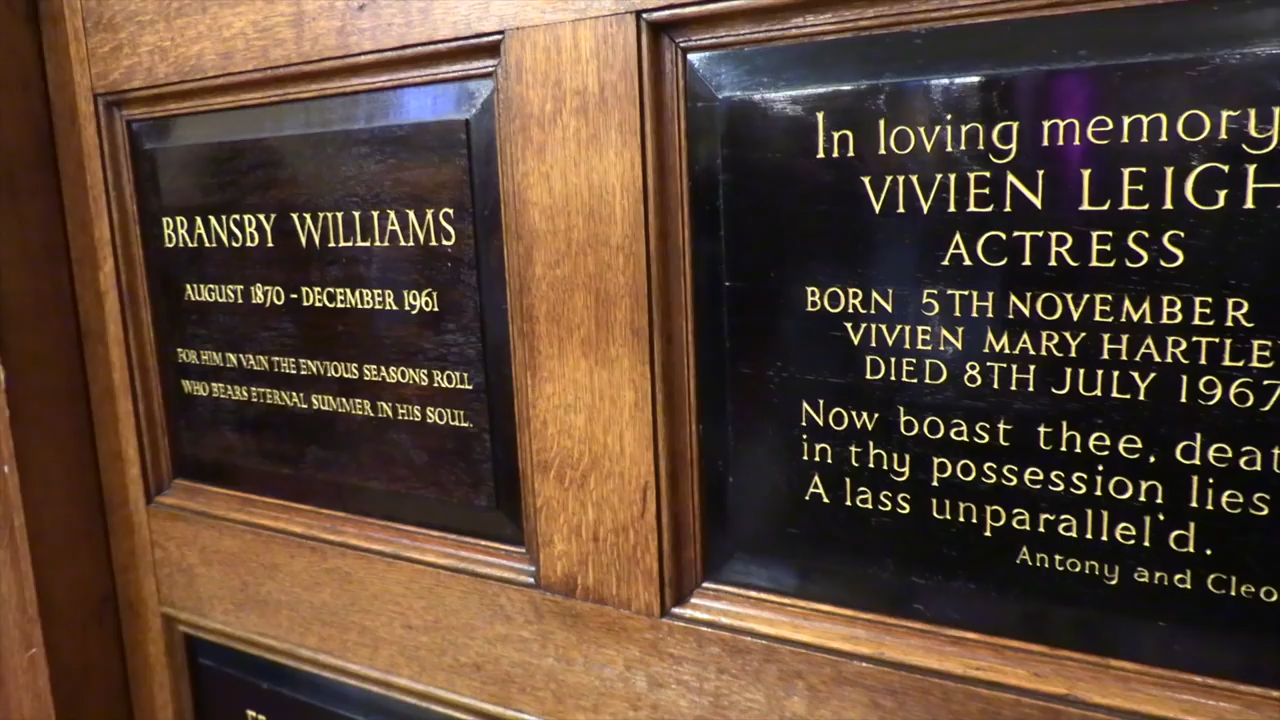 BRANSBY WILLIAMS
AUGUST 1870 - DECEMBER 1961
FOR HIM IN VAIN THE ENVIOUS SEASONS ROLL
WHO BEARS ETERNAL SUMMER IN HIS SOUL.
In loving memory
VIVIEN LEIGH
ACTRESS
BORN 5TH NOVEMBER
VIVIEN MARY HARTLE
DIED 8TH JULY 1967
Now boast thee, deat
in thy possession lies
A lass unparallel'd.
Antony and Cleo